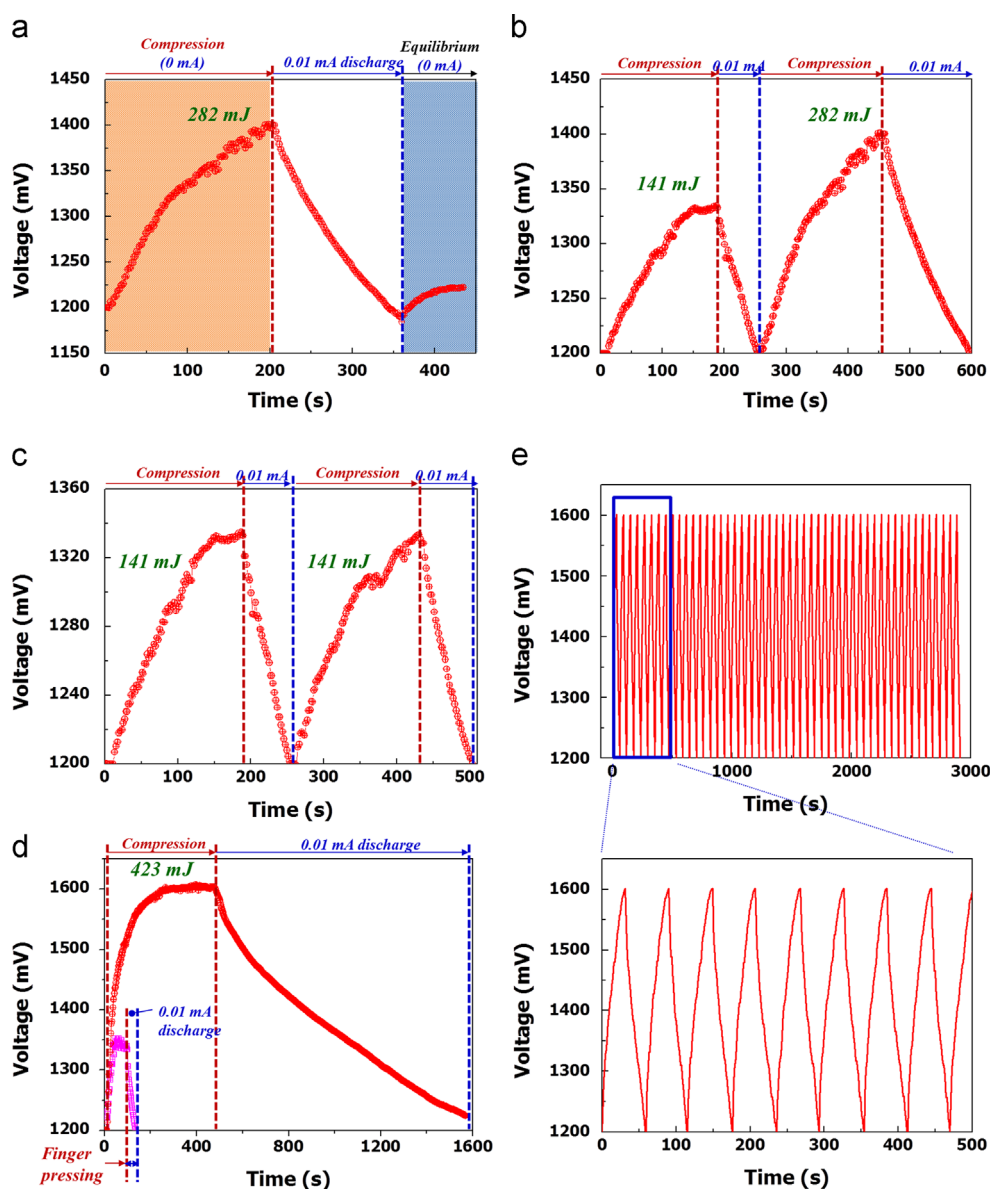 a
Compression
(0 mA)
0.01 mA discharge
Equilibrium
(0 mA)
282 mJ
1450
1400
1350
1300
1250
1200
1150
Voltage (mV)
0 100 200 300 400
Time (s)
b
Compression
0.01 mA
Compression
0.01 mA
141 mJ
282 mJ
1450
1400
1350
1300
1250
1200
Voltage (mV)
0 100 200 300 400 500 600
Time (s)
c
Compression
0.01 mA
Compression
0.01 mA
141 mJ
141 mJ
1360
1320
1280
1240
1200
Voltage (mV)
0 100 200 300 400 500
Time (s)
e
1600
1500
1400
1300
1200
Voltage (mV)
0 1000 2000 3000
Time (s)
1600
1500
1400
1300
1200
Voltage (mV)
0 100 200 300 400 500
Time (s)
d
Compression
0.01 mA discharge
423 mJ
1600
1500
1400
1300
1200
Voltage (mV)
0.01 mA
discharge
0 400 800 1200 1600
Finger
pressing
Time (s)